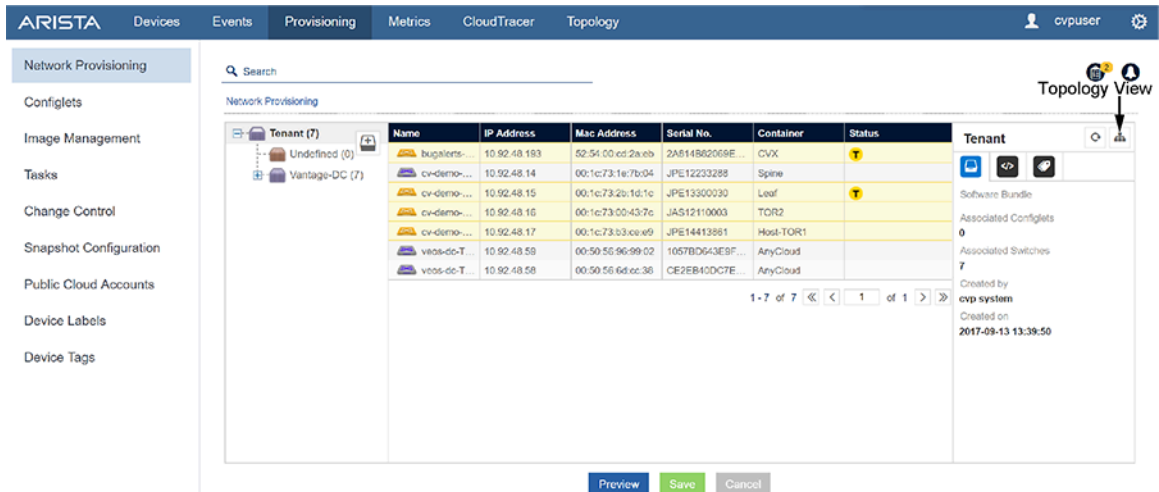 ARISTA Devices Events Provisioning Metrics CloudTracer Topology cvpuser
Network Provisioning
Configlets
Image Management
Tasks
Change Control
Snapshot Configuration
Public Cloud Accounts
Device Labels
Device Tags
Search
2
Topology View
Network Provisioning
Tenant (7)
Undefined (0)
Vantage-DC (7)
Name IP Address Mac Address Serial No. Container Status
bugalerts-... 10.92.48.193 52:54:00:cd:2a:eb 2A814B82069E... CVX T
cv-demo-... 10.92.48.14 00:1c:73:1e:7b:04 JPE12233288 Spine
cv-demo-... 10.92.48.15 00:1c:73:2b:1d:1c JPE13300030 Leaf T
cv-demo-... 10.92.48.16 00:1c:73:00:43:7c JAS12110003 TOR2
cv-demo-... 10.92.48.17 00:1c:73:b3:ce:e9 JPE14413861 Host-TOR1
veos-dc-T... 10.92.48.59 00:50:56:96:99:02 1057BD643E9F... AnyCloud
veos-dc-T... 10.92.48.58 00:50:56:6d:cc:38 CE2EB40DC7E... AnyCloud
1 - 7 of 7 « < 1 of 1 > »
Tenant
</>
Software Bundle
Associated Configlets
0
Associated Switches
7
Created by
cvp system
Created on
2017-09-13 13:39:50
Preview Save Cancel